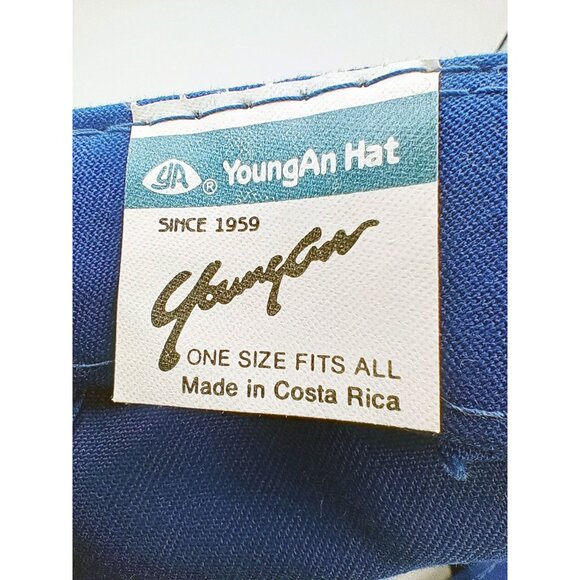 YA ® YoungAn Hat
SINCE 1959
YoungAn
ONE SIZE FITS ALL
Made in Costa Rica